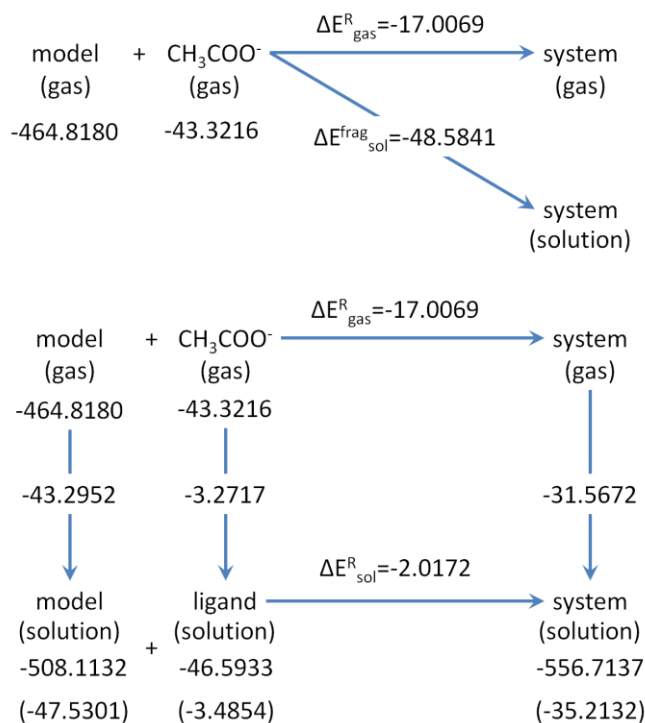 ΔE^R_gas=-17.0069
model + CH₃COO⁻ system
(gas) (gas) (gas)
-464.8180 -43.3216
ΔE^frag_sol=-48.5841
system
(solution)
ΔE^R_gas=-17.0069
model + CH₃COO⁻ system
(gas) (gas) (gas)
-464.8180 -43.3216
-43.2952 -3.2717 -31.5672
ΔE^R_sol=-2.0172
model ligand system
(solution) + (solution) (solution)
-508.1132 -46.5933 -556.7137
(-47.5301) (-3.4854) (-35.2132)